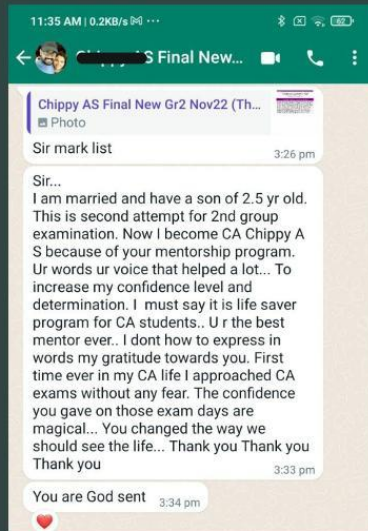 11:35 AM | 0.2KB/s
62
S Final New...
Chippy AS Final New Gr2 Nov22 (Th...
Photo
Sir mark list
3:26 pm
Sir...
I am married and have a son of 2.5 yr old.
This is second attempt for 2nd group
examination. Now I become CA Chippy A
S because of your mentorship program.
Ur words ur voice that helped a lot... To
increase my confidence level and
determination. I must say it is life saver
program for CA students.. U r the best
mentor ever.. I dont how to express in
words my gratitude towards you. First
time ever in my CA life I approached CA
exams without any fear. The confidence
you gave on those exam days are
magical... You changed the way we
should see the life... Thank you Thank you
Thank you
3:33 pm
You are God sent
3:34 pm